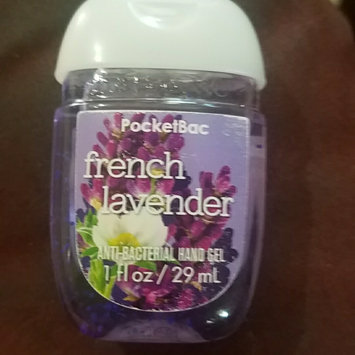 PocketBac
french
lavender
ANTI-BACTERIAL HAND GEL
1 fl oz / 29 mL